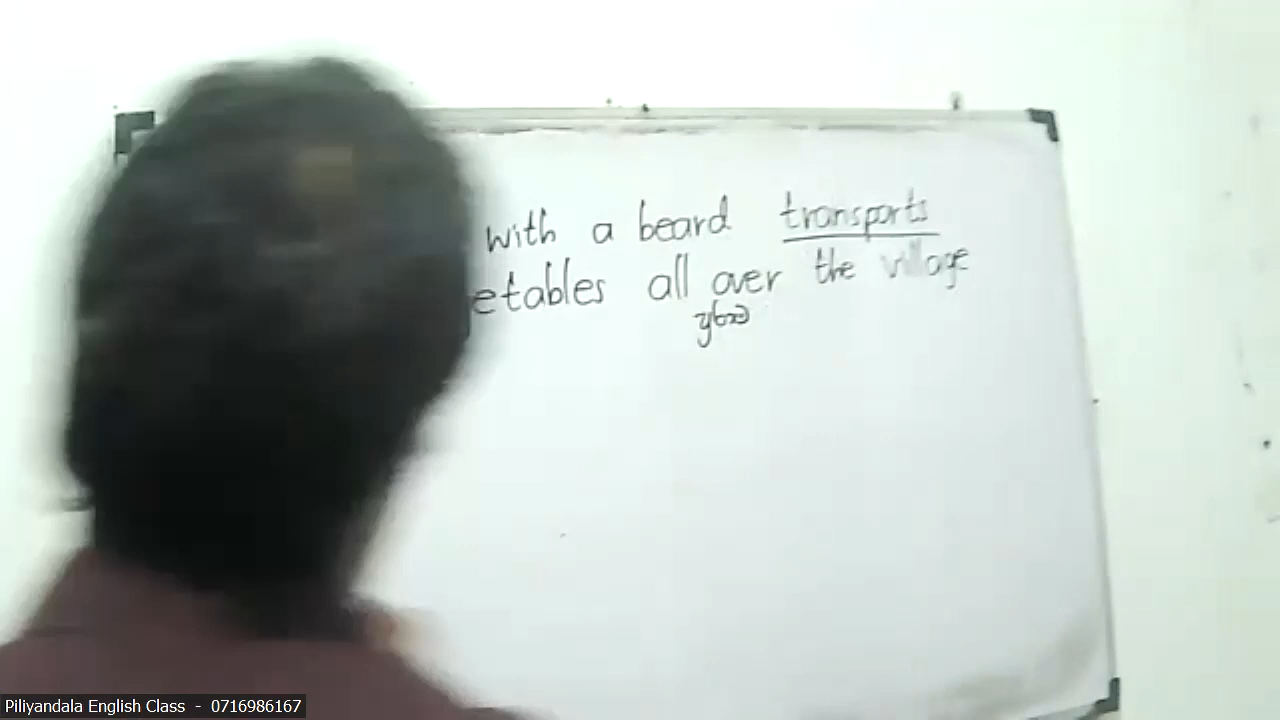 with a beard transports
etables all over the village
Piliyandala English Class - 0716986167